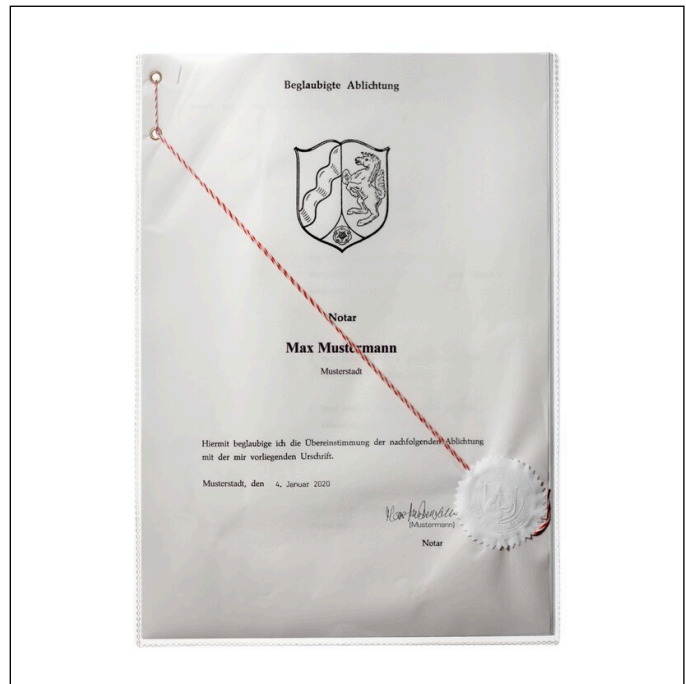 Beglaubigte Ablichtung
Notar
Max Mustermann
Musterstadt
Hiermit beglaubige ich die Übereinstimmung der nachfolgenden Ablichtung
mit der mir vorliegenden Urschrift.
Musterstadt, den 4. Januar 2020
(Mustermann)
Notar